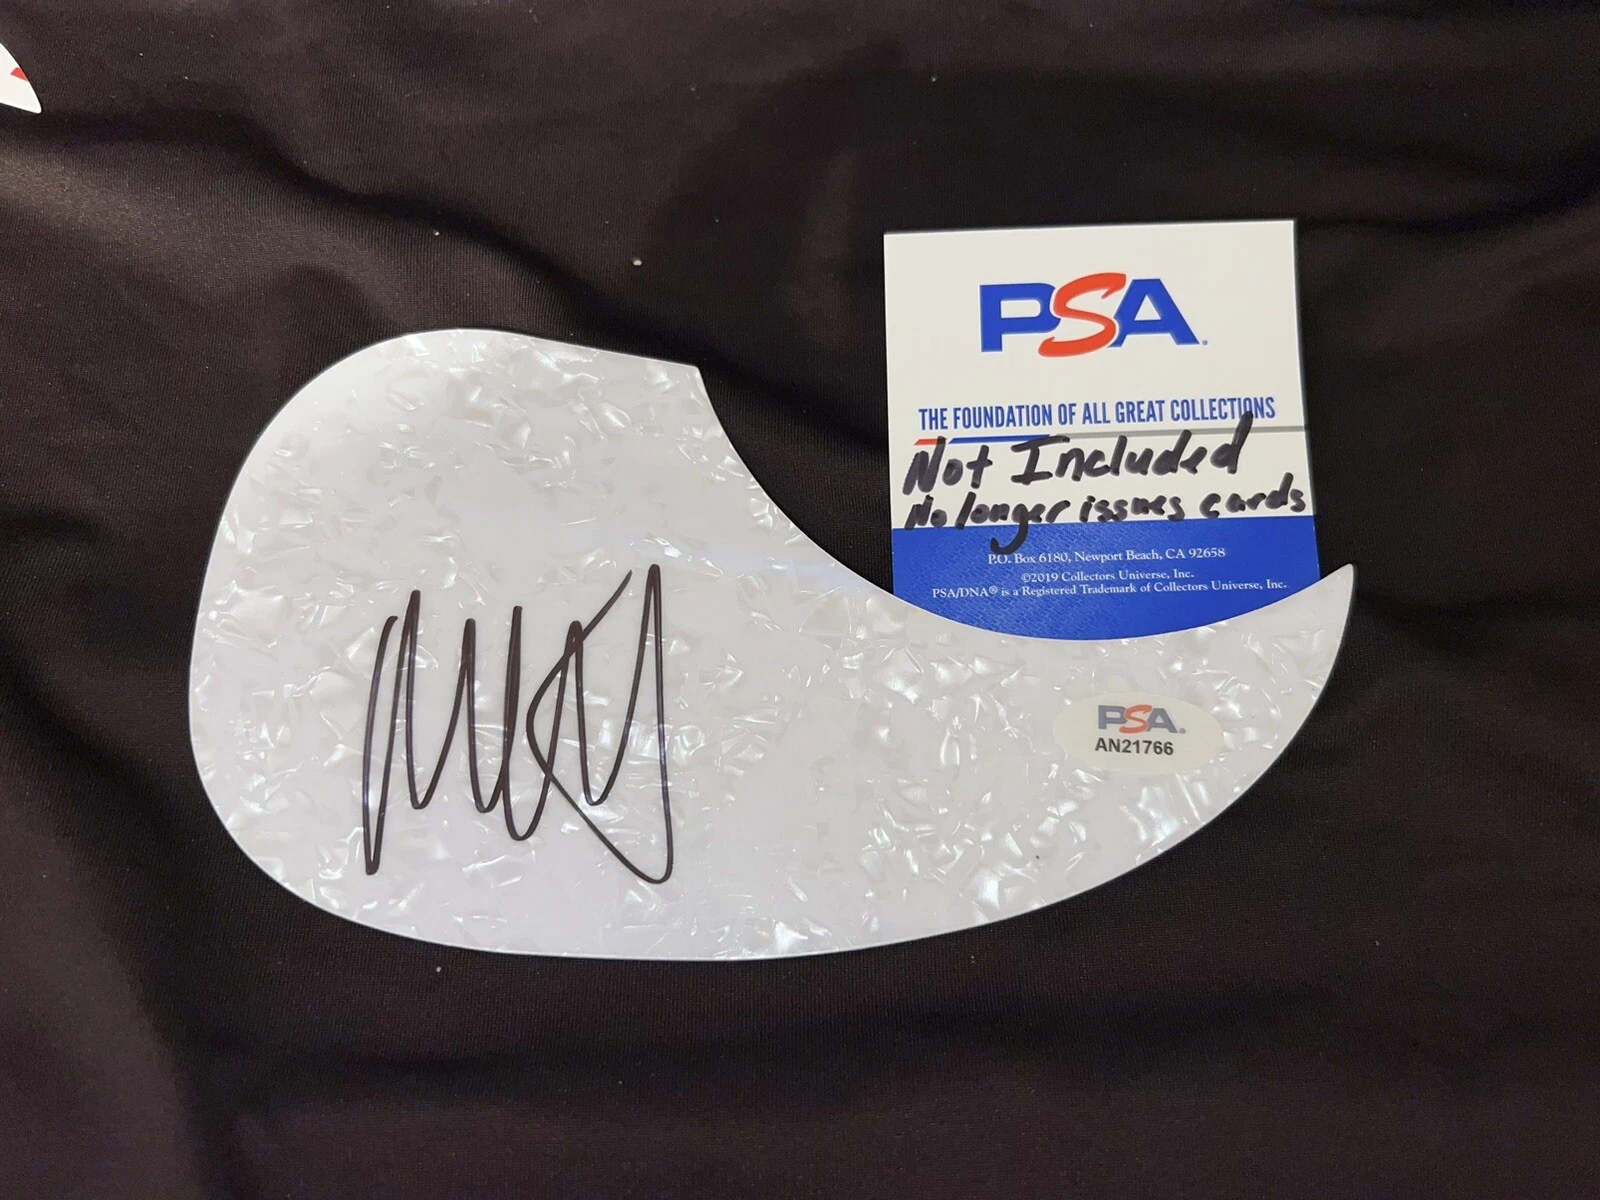 PSA
THE FOUNDATION OF ALL GREAT COLLECTIONS
Not Included
No longer issues cards
P.O. Box 6180, Newport Beach, CA 92658
©2019 Collectors Universe, Inc.
PSA/DNA® is a Registered Trademark of Collectors Universe, Inc.
PSA
AN21766